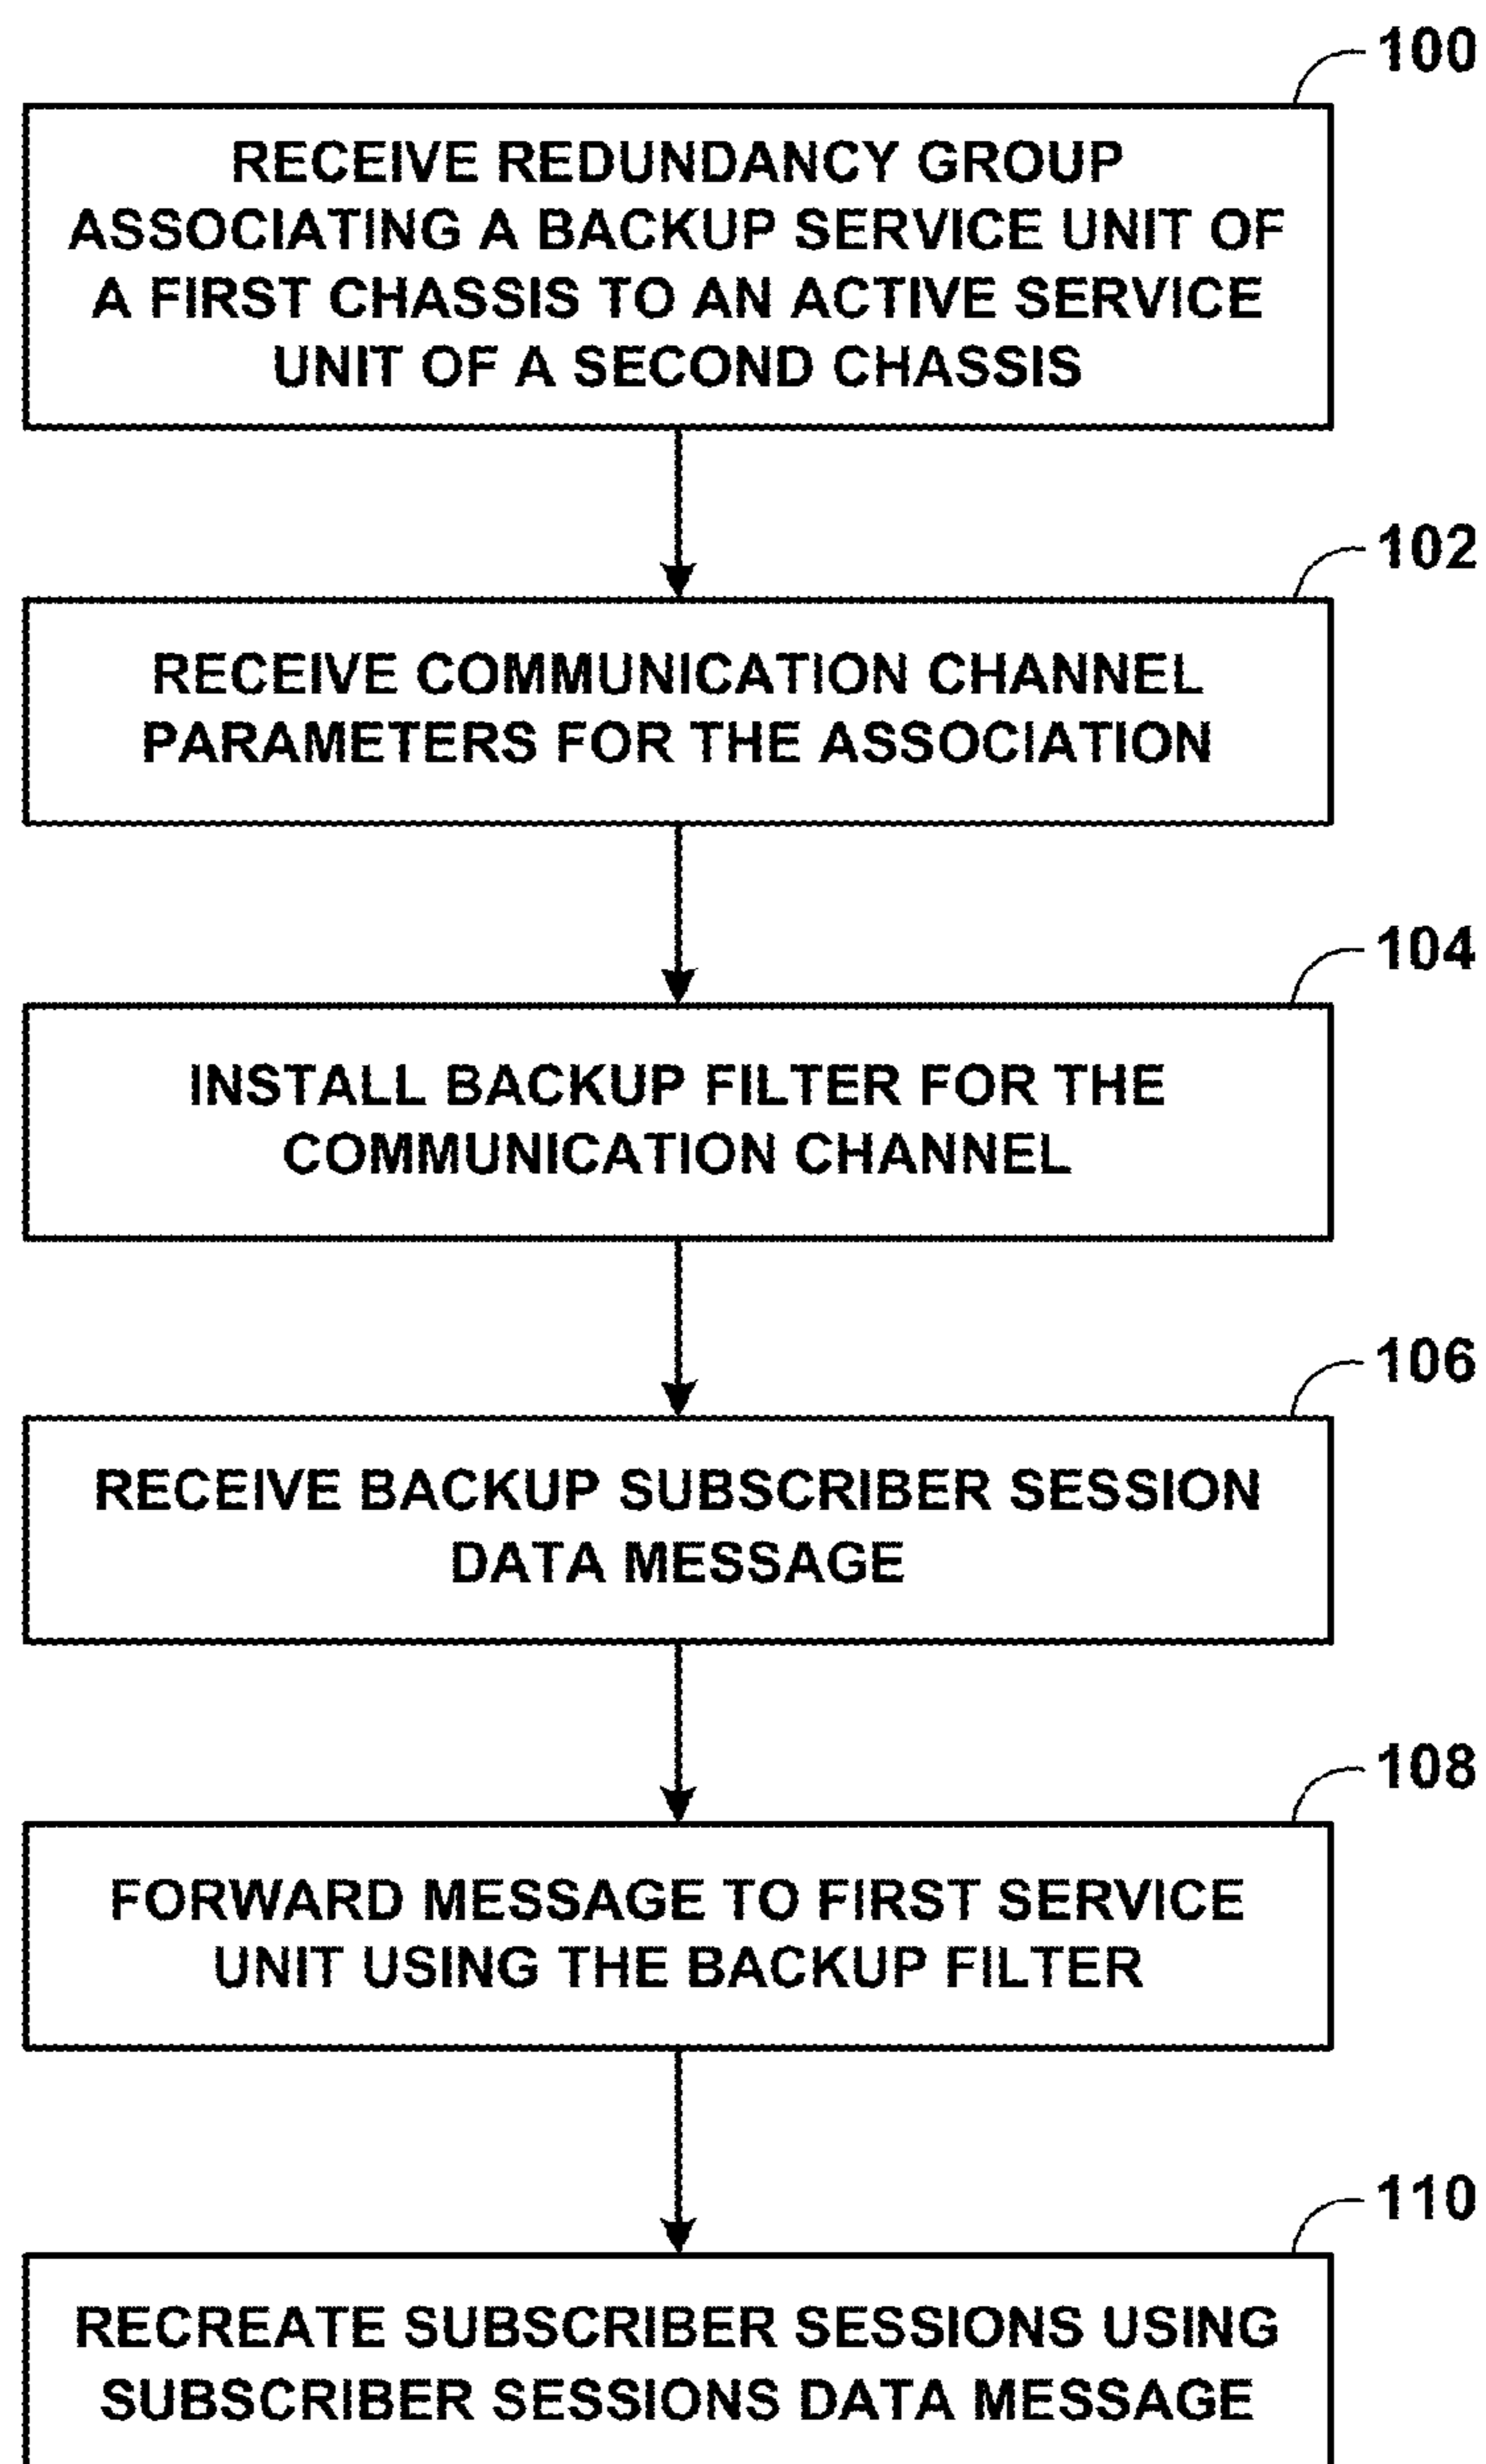 100
RECEIVE REDUNDANCY GROUP
ASSOCIATING A BACKUP SERVICE UNIT OF
A FIRST CHASSIS TO AN ACTIVE SERVICE
UNIT OF A SECOND CHASSIS
102
RECEIVE COMMUNICATION CHANNEL
PARAMETERS FOR THE ASSOCIATION
104
INSTALL BACKUP FILTER FOR THE
COMMUNICATION CHANNEL
106
RECEIVE BACKUP SUBSCRIBER SESSION
DATA MESSAGE
108
FORWARD MESSAGE TO FIRST SERVICE
UNIT USING THE BACKUP FILTER
110
RECREATE SUBSCRIBER SESSIONS USING
SUBSCRIBER SESSIONS DATA MESSAGE